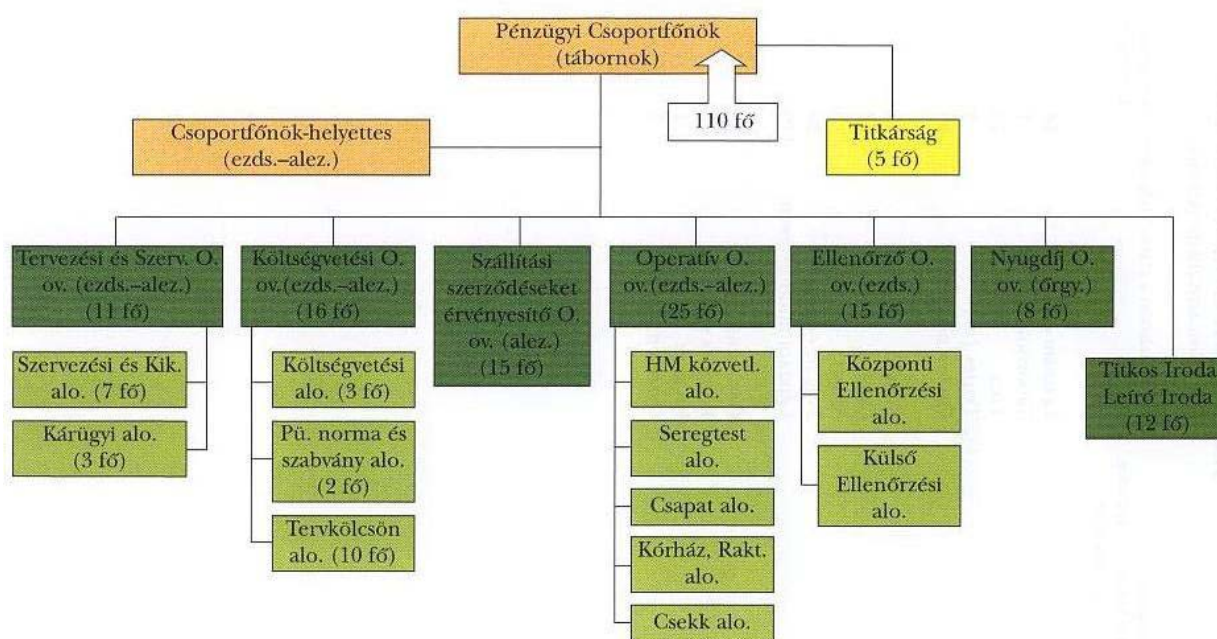 Pénzügyi Csoportfőnök
(tábornok)
110 fő
Csoportfőnök-helyettes
(ezds.–alez.)
Titkárság
(5 fő)
Tervezési és Szerv. O.
ov. (ezds.–alez.)
(11 fő)
Szervezési és Kik.
alo. (7 fő)
Kárügyi alo.
(3 fő)
Költségvetési O.
ov.(ezds.–alez.)
(16 fő)
Költségvetési
alo. (3 fő)
Pü. norma és
szabvány alo.
(2 fő)
Tervkölcsön
alo. (10 fő)
Szállítási
szerződéseket
érvényesítő O.
ov. (alez.)
(15 fő)
Operatív O.
ov.(ezds.–alez.)
(25 fő)
HM közvetl.
alo.
Seregtest
alo.
Csapat alo.
Kórház, Rakt.
alo.
Csekk alo.
Ellenőrző O.
ov.(ezds.)
(15 fő)
Központi
Ellenőrzési
alo.
Külső
Ellenőrzési
alo.
Nyugdíj O.
ov. (őrgy.)
(8 fő)
Titkos Iroda
Leíró Iroda
(12 fő)